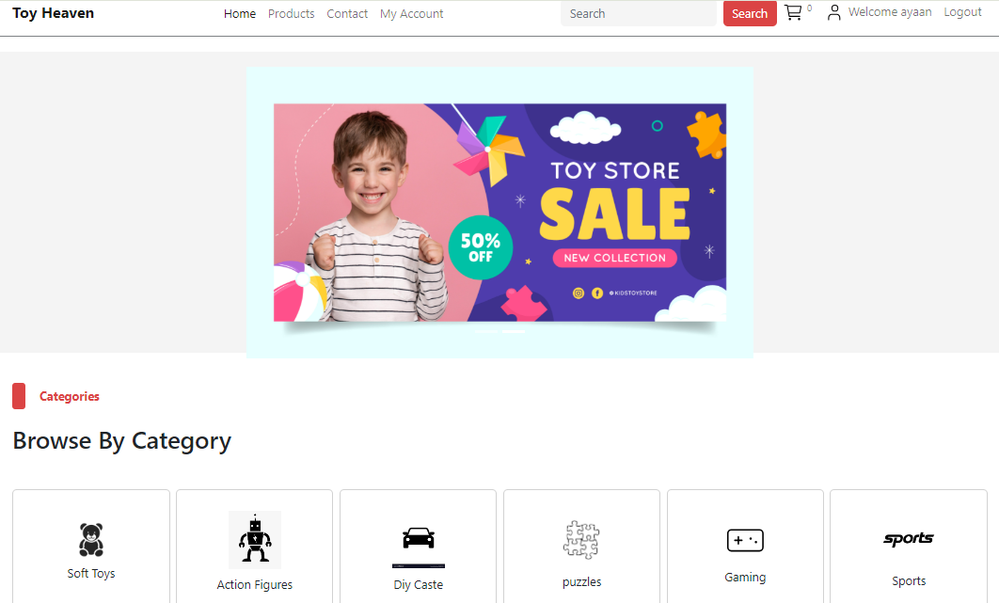 Toy Heaven Home Products Contact My Account Search Search 0 Welcome ayaan Logout
TOY STORE
SALE
50%
OFF
NEW COLLECTION
@KIDSTOYSTORE
Categories
Browse By Category
Soft Toys
Action Figures
Diy Caste
puzzles
Gaming
sports
Sports